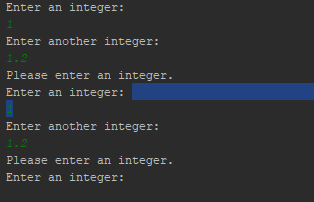 Enter an integer:
1
Enter another integer:
1.2
Please enter an integer.
Enter an integer:
Enter another integer:
1.2
Please enter an integer.
Enter an integer: